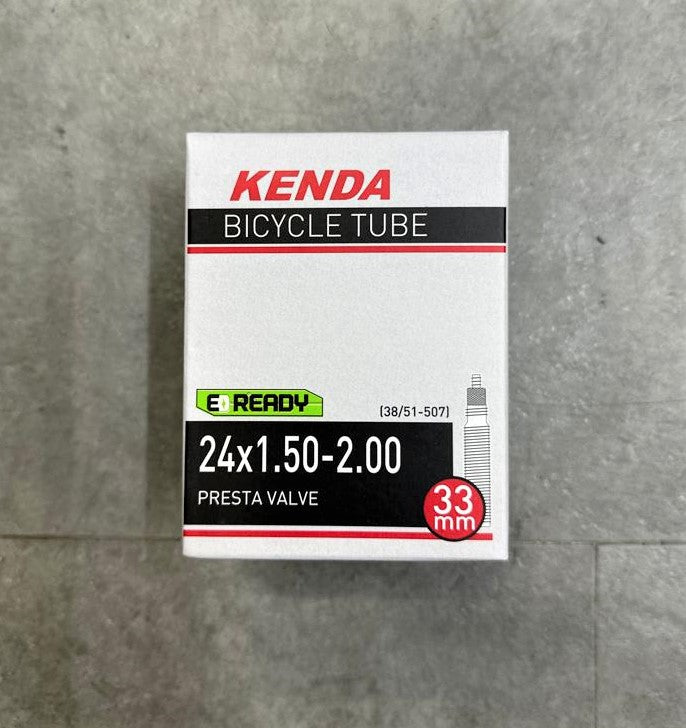 KENDA
BICYCLE TUBE
E READY
(38/51-507)
24x1.50-2.00
PRESTA VALVE
33
mm